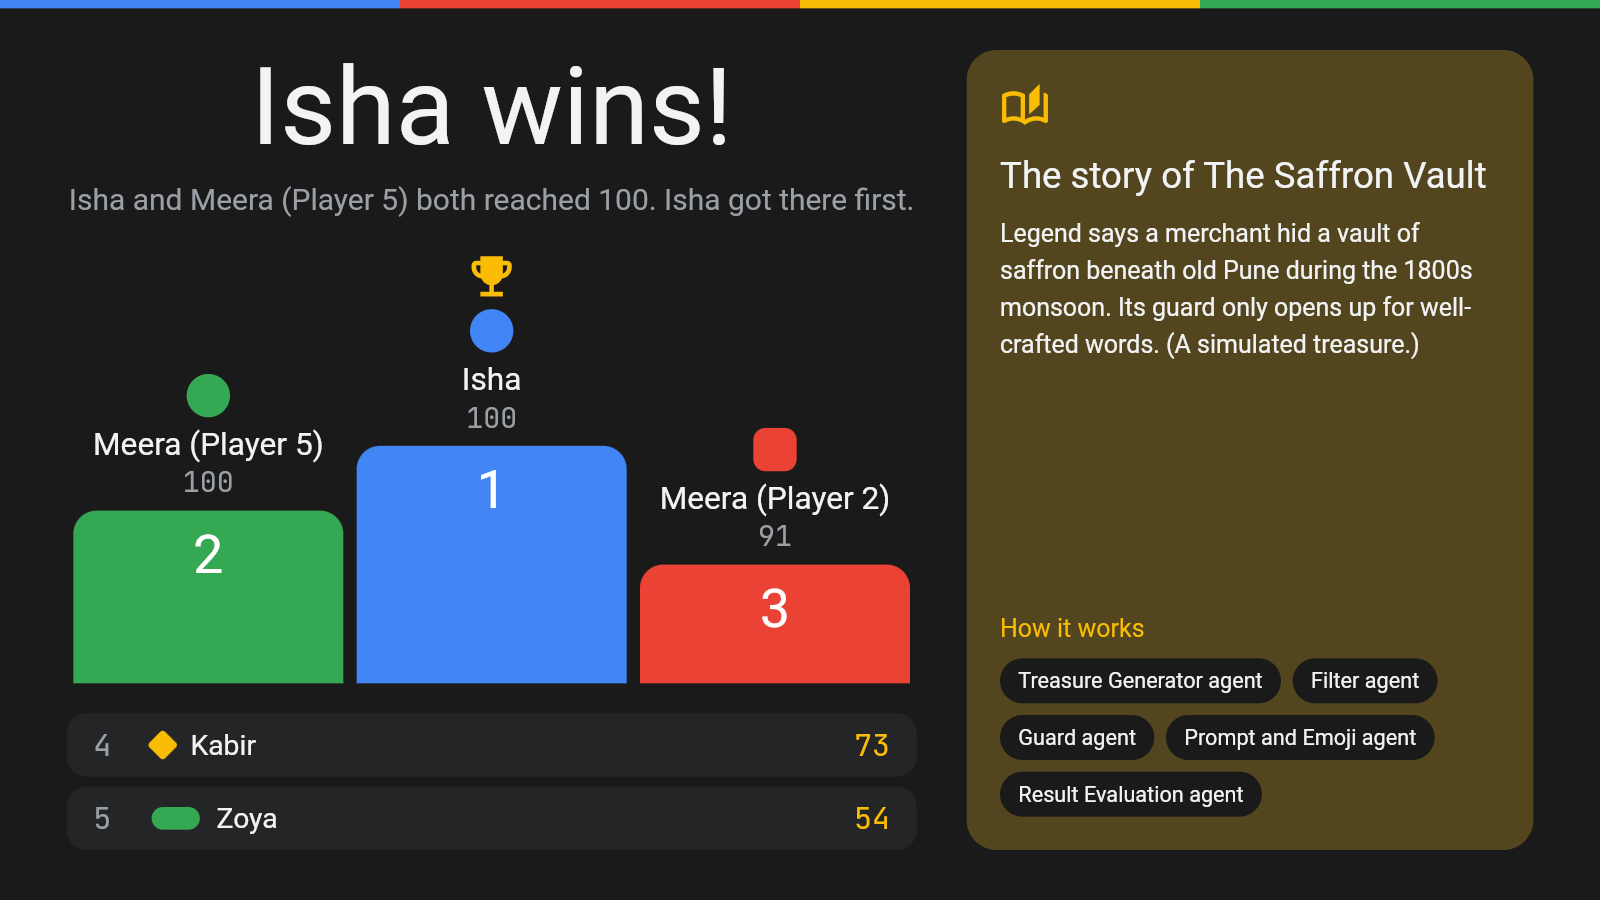 Isha wins!
Isha and Meera (Player 5) both reached 100. Isha got there first.
Isha
100
1
Meera (Player 5)
100
2
Meera (Player 2)
91
3
4 Kabir 73
5 Zoya 54
The story of The Saffron Vault
Legend says a merchant hid a vault of
saffron beneath old Pune during the 1800s
monsoon. Its guard only opens up for well-
crafted words. (A simulated treasure.)
How it works
Treasure Generator agent Filter agent
Guard agent Prompt and Emoji agent
Result Evaluation agent